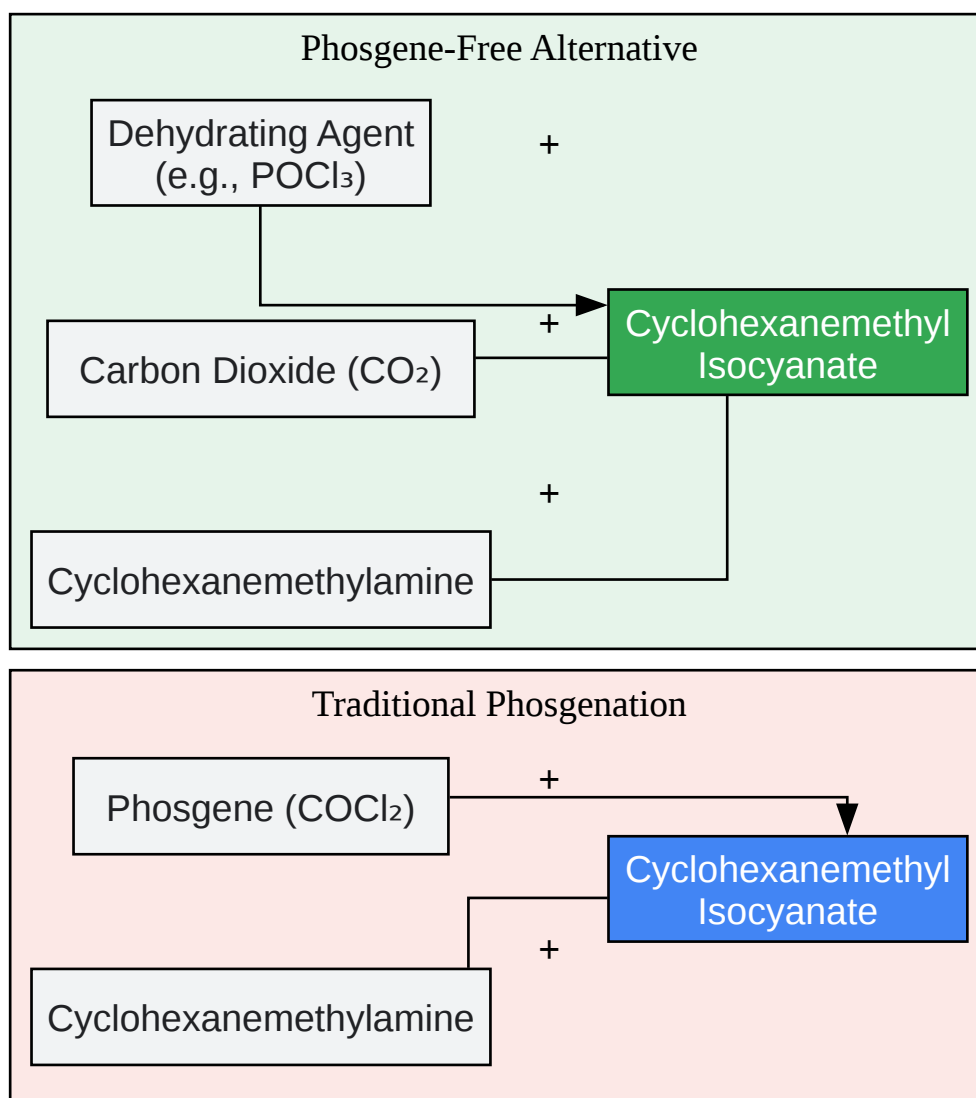 Phosgene-Free Alternative
Dehydrating Agent
(e.g., POCl₃)
+
+
Cyclohexanemethyl
Isocyanate
Carbon Dioxide (CO₂)
+
Cyclohexanemethylamine
Traditional Phosgenation
+
Phosgene (COCl₂)
Cyclohexanemethyl
Isocyanate
+
Cyclohexanemethylamine